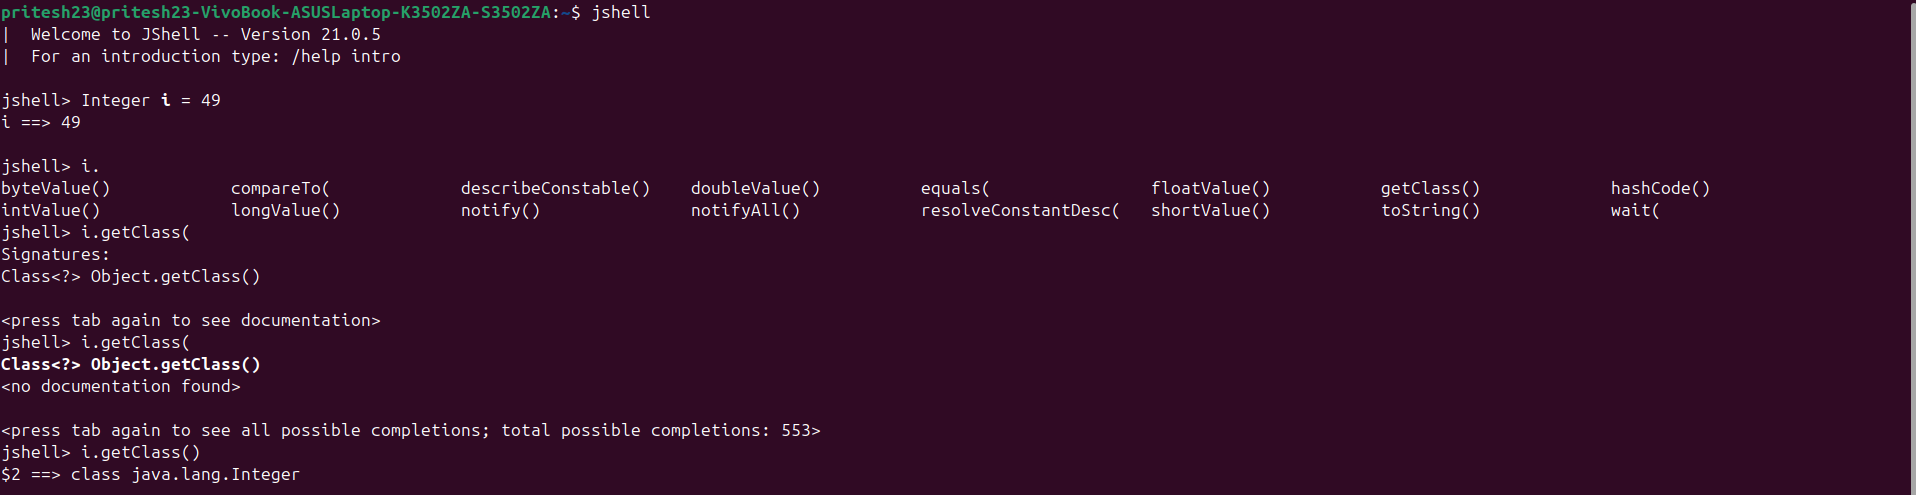 pritesh23@pritesh23-VivoBook-ASUSLaptop-K3502ZA-S3502ZA:~$ jshell
|  Welcome to JShell -- Version 21.0.5
|  For an introduction type: /help intro
jshell> Integer i = 49
i ==> 49
jshell> i.
byteValue()            compareTo(             describeConstable()    doubleValue()          equals(                floatValue()           getClass()             hashCode()
intValue()             longValue()            notify()               notifyAll()            resolveConstantDesc(   shortValue()           toString()             wait(
jshell> i.getClass(
Signatures:
Class<?> Object.getClass()
<press tab again to see documentation>
jshell> i.getClass(
Class<?> Object.getClass()
<no documentation found>
<press tab again to see all possible completions; total possible completions: 553>
jshell> i.getClass()
$2 ==> class java.lang.Integer